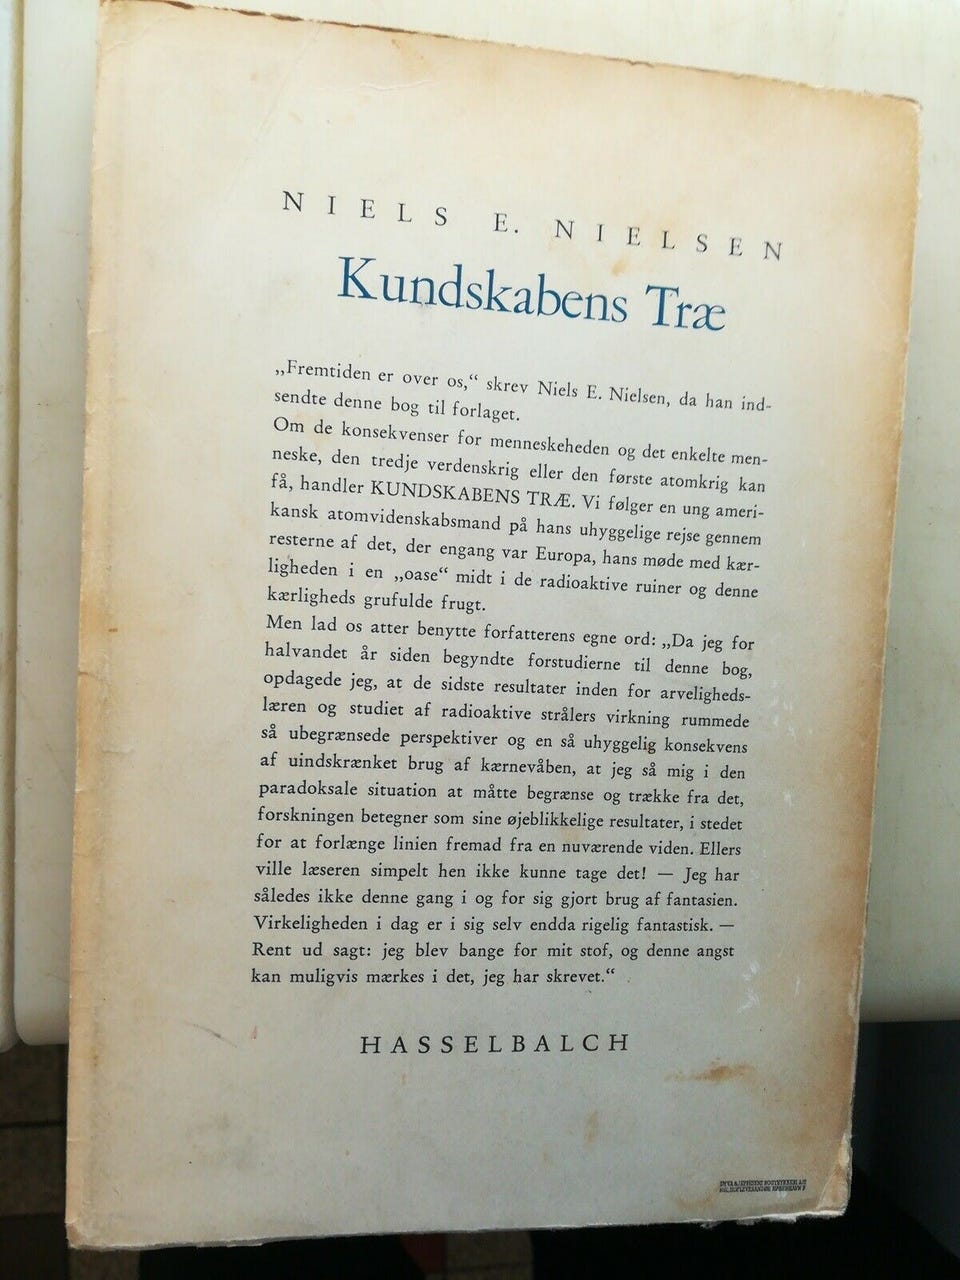 NIELS E. NIELSEN
Kundskabens Træ
„Fremtiden er over os,“ skrev Niels E. Nielsen, da han ind-
sendte denne bog til forlaget.
Om de konsekvenser for menneskeheden og det enkelte men-
neske, den tredje verdenskrig eller den første atomkrig kan
få, handler KUNDSKABENS TRÆ. Vi følger en ung ameri-
kansk atomvidenskabsmand på hans uhyggelige rejse gennem
resterne af det, der engang var Europa, hans møde med kær-
ligheden i en „oase“ midt i de radioaktive ruiner og denne
kærligheds grufulde frugt.
Men lad os atter benytte forfatterens egne ord: „Da jeg for
halvandet år siden begyndte forstudierne til denne bog,
opdagede jeg, at de sidste resultater inden for arveligheds-
læren og studiet af radioaktive strålers virkning rummede
så ubegrænsede perspektiver og en så uhyggelig konsekvens
af uindskrænket brug af kærnevåben, at jeg så mig i den
paradoksale situation at måtte begrænse og trække fra det,
forskningen betegner som sine øjeblikkelige resultater, i stedet
for at forlænge linien fremad fra en nuværende viden. Ellers
ville læseren simpelt hen ikke kunne tage det! — Jeg har
således ikke denne gang i og for sig gjort brug af fantasien.
Virkeligheden i dag er i sig selv endda rigelig fantastisk. —
Rent ud sagt: jeg blev bange for mit stof, og denne angst
kan muligvis mærkes i det, jeg har skrevet.“
HASSELBALCH